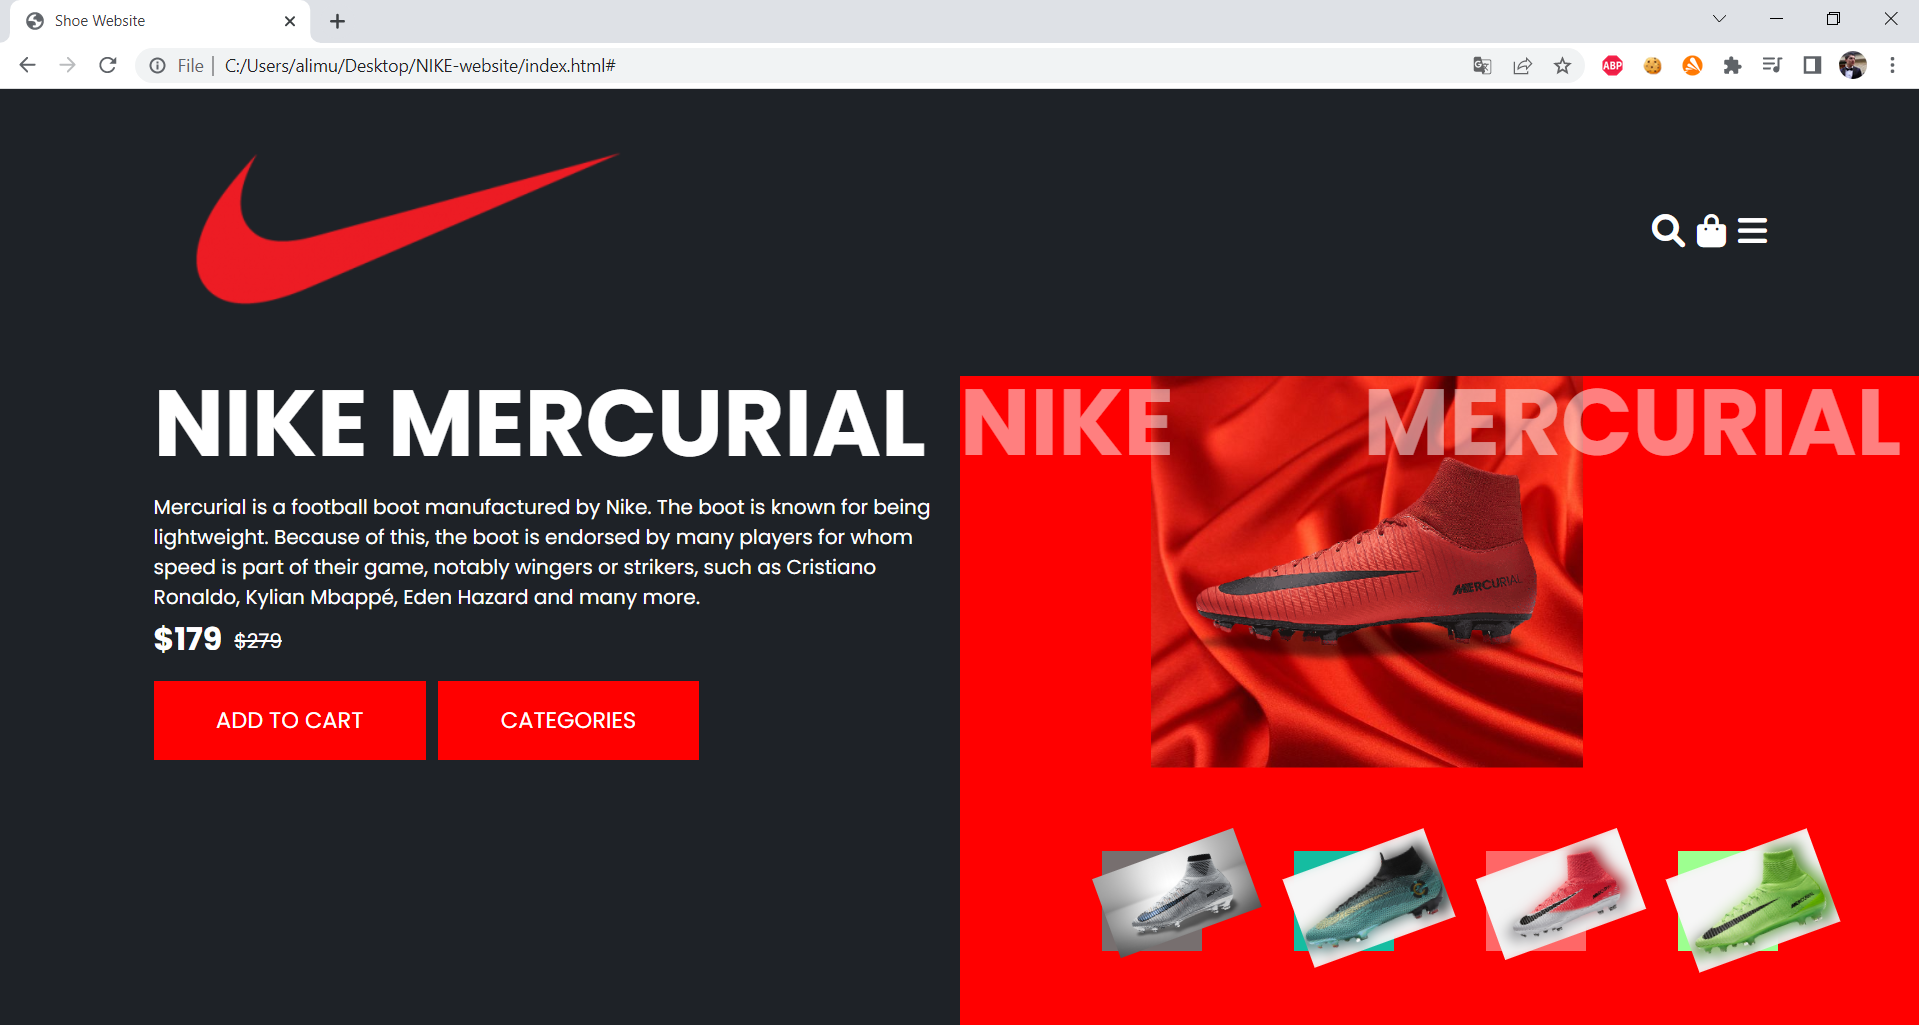 Shoe Website
File | C:/Users/alimu/Desktop/NIKE-website/index.html#
ABP
NIKE MERCURIAL
Mercurial is a football boot manufactured by Nike. The boot is known for being
lightweight. Because of this, the boot is endorsed by many players for whom
speed is part of their game, notably wingers or strikers, such as Cristiano
Ronaldo, Kylian Mbappé, Eden Hazard and many more.
$179 $279
ADD TO CART CATEGORIES
NIKE MERCURIAL
MERCURIAL